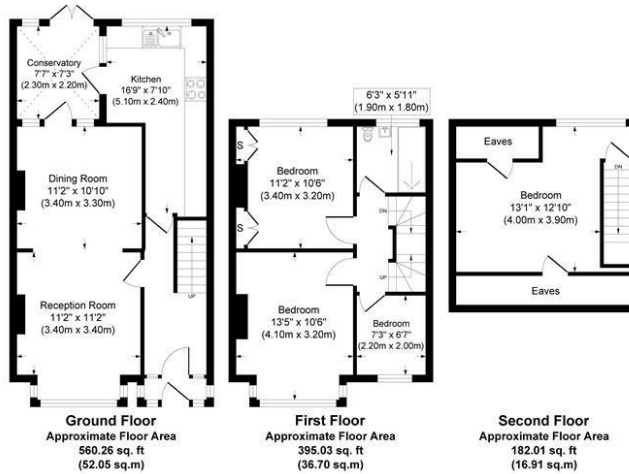 Conservatory
7'7" x 7'3"
(2.30m x 2.20m)
Kitchen
16'9" x 7'10"
(5.10m x 2.40m)
Dining Room
11'2" x 10'10"
(3.40m x 3.30m)
Reception Room
11'2" x 11'2"
(3.40m x 3.40m)
UP
Ground Floor
Approximate Floor Area
560.26 sq. ft
(52.05 sq.m)
6'3" x 5'11"
(1.90m x 1.80m)
S
Bedroom
11'2" x 10'6"
(3.40m x 3.20m)
S
DN
UP
Bedroom
13'5" x 10'6"
(4.10m x 3.20m)
Bedroom
7'3" x 6'7"
(2.20m x 2.00m)
First Floor
Approximate Floor Area
395.03 sq. ft
(36.70 sq.m)
Eaves
DN
Bedroom
13'1" x 12'10"
(4.00m x 3.90m)
Eaves
Second Floor
Approximate Floor Area
182.01 sq. ft
(16.91 sq.m)